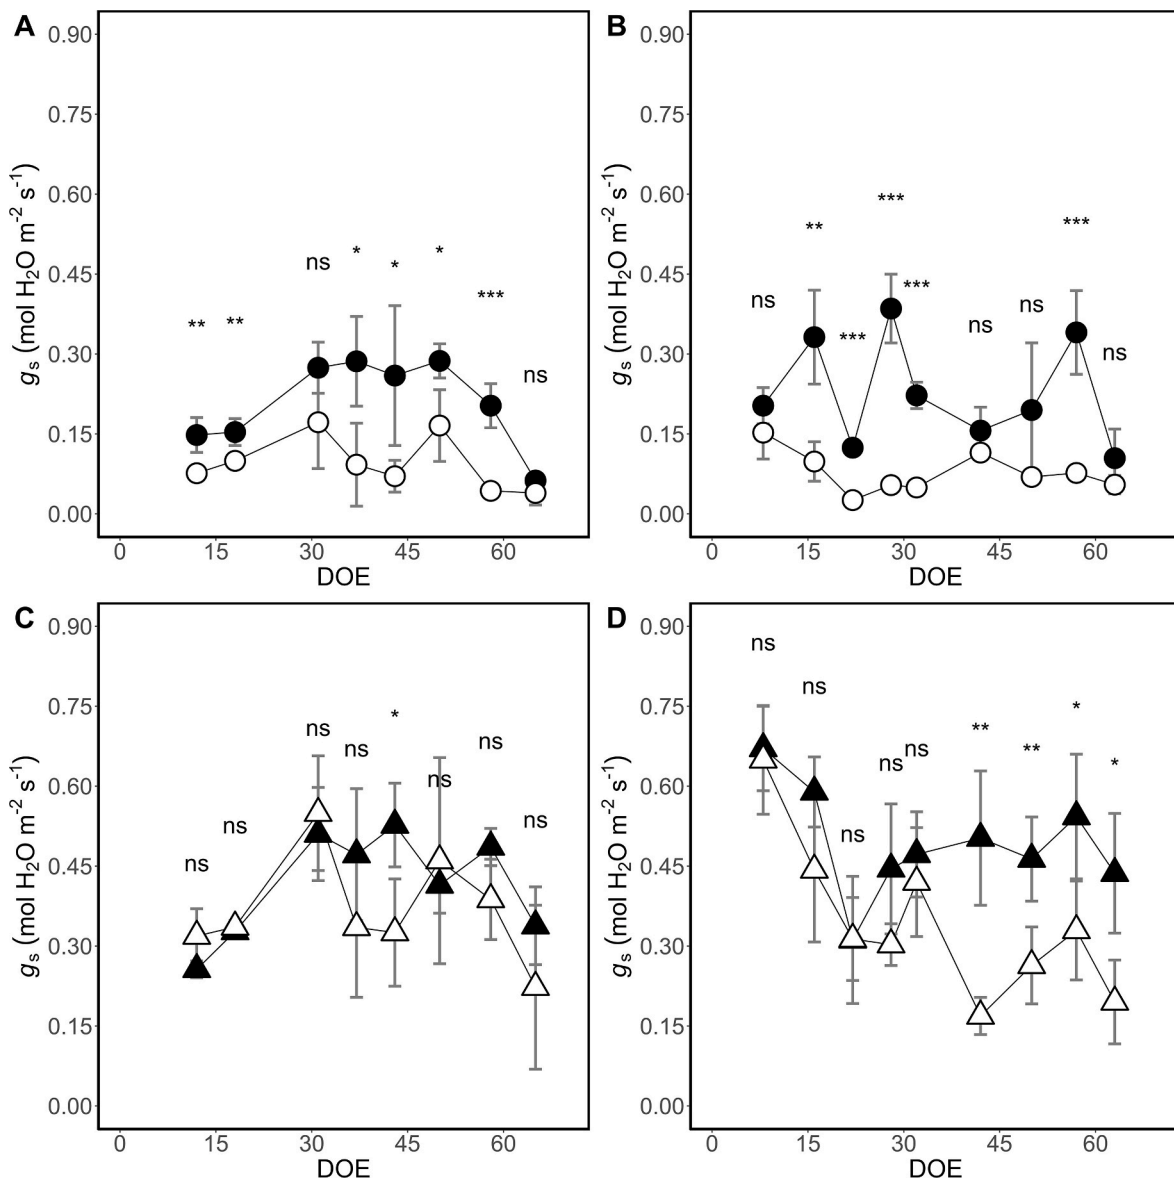 A
B
0.90
0.75
0.60
0.45
0.30
0.15
0.00
gs (mol H2O m-2 s-1)
** ** ns * * * *** ns
0 15 30 45 60
DOE
0.90
0.75
0.60
0.45
0.30
0.15
0.00
gs (mol H2O m-2 s-1)
ns ** *** *** *** ns ns *** ns
0 15 30 45 60
DOE
C
D
0.90
0.75
0.60
0.45
0.30
0.15
0.00
gs (mol H2O m-2 s-1)
ns ns ns ns * ns ns ns
0 15 30 45 60
DOE
0.90
0.75
0.60
0.45
0.30
0.15
0.00
gs (mol H2O m-2 s-1)
ns ns ns ns ns ** ** * *
0 15 30 45 60
DOE